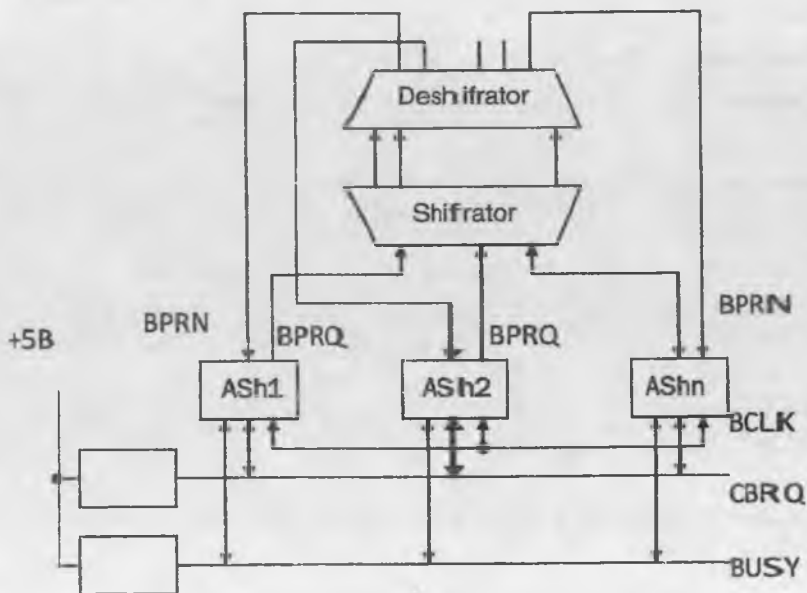 Deshifrator
Shifrator
BPRN
BPRQ
BPRQ
BPRN
+5B
ASh1
ASh2
AShn
BCLK
CBRQ
BUSY